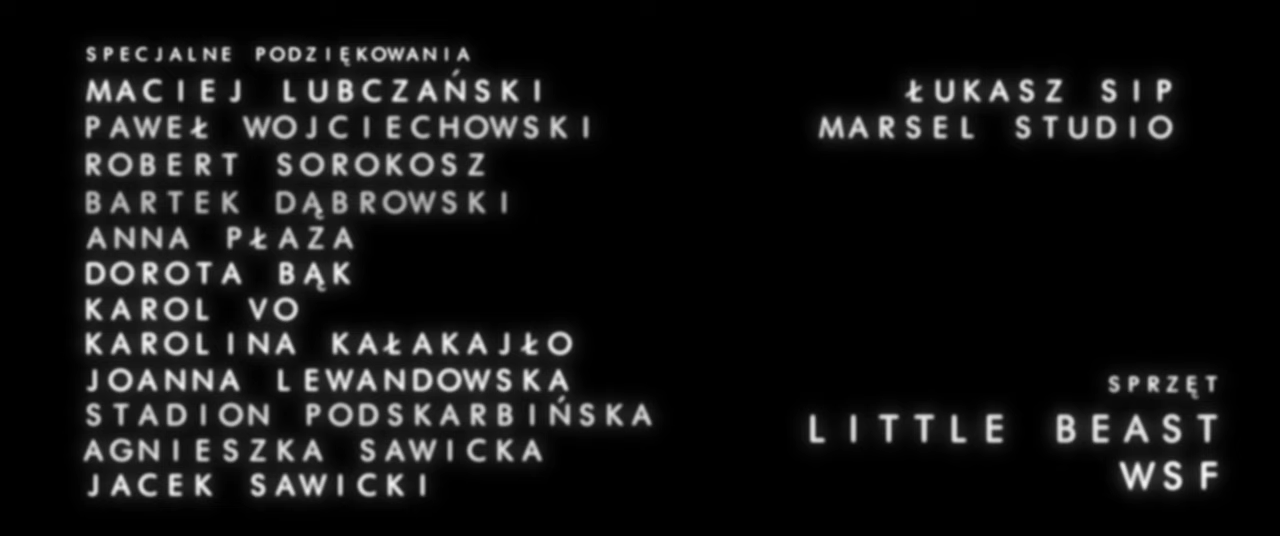 SPECJALNE PODZIĘKOWANIA
MACIEJ LUBCZAŃSKI
PAWEŁ WOJCIECHOWSKI
ROBERT SOROKOSZ
BARTEK DĄBROWSKI
ANNA PŁAZA
DOROTA BĄK
KAROL VO
KAROLINA KAŁAKAJŁO
JOANNA LEWANDOWSKA
STADION PODSKARBIŃSKA
AGNIESZKA SAWICKA
JACEK SAWICKI
ŁUKASZ SIP
MARSEL STUDIO
SPRZĘT
LITTLE BEAST
WSF